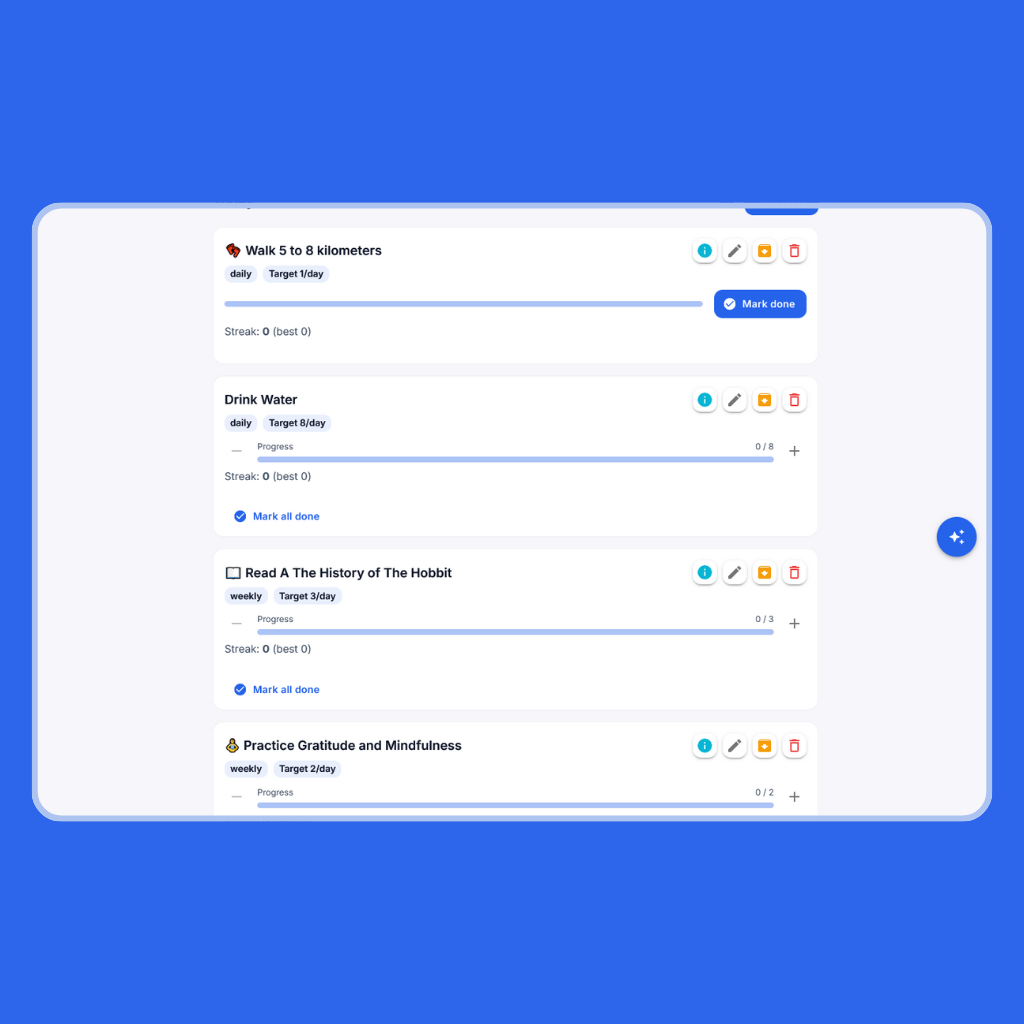 Walk 5 to 8 kilometers
daily Target 1/day
Mark done
Streak: 0 (best 0)
Drink Water
daily Target 8/day
Progress 0 / 8
Streak: 0 (best 0)
Mark all done
Read A The History of The Hobbit
weekly Target 3/day
Progress 0 / 3
Streak: 0 (best 0)
Mark all done
Practice Gratitude and Mindfulness
weekly Target 2/day
Progress 0 / 2